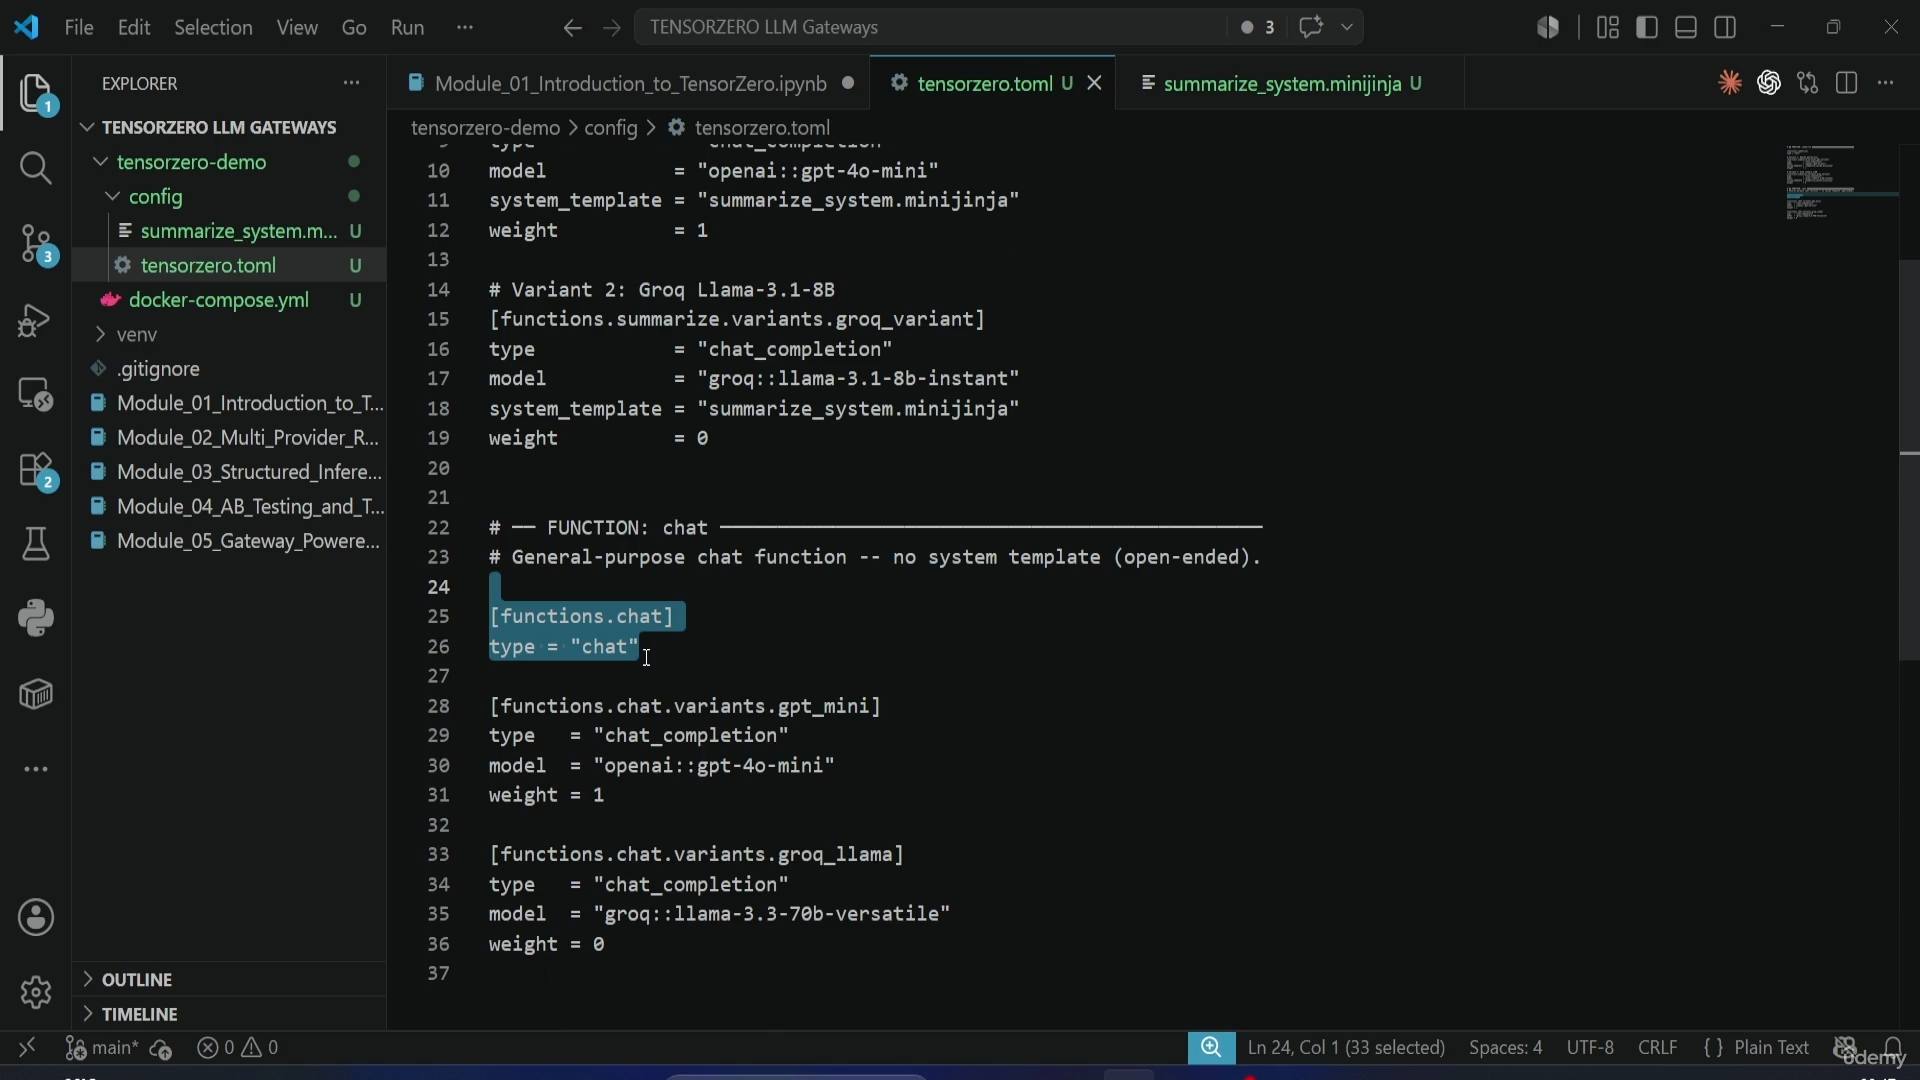 File Edit Selection View Go Run ··· TENSORZERO LLM Gateways 3
EXPLORER ···
Module_01_Introduction_to_TensorZero.ipynb
tensorzero.toml U
summarize_system.minijinja U
TENSORZERO LLM GATEWAYS
tensorzero-demo
config
summarize_system.m... U
tensorzero.toml U
docker-compose.yml U
venv
.gitignore
Module_01_Introduction_to_T...
Module_02_Multi_Provider_R...
Module_03_Structured_Infere...
Module_04_AB_Testing_and_T...
Module_05_Gateway_Powere...
OUTLINE
TIMELINE
1
3
2
tensorzero-demo > config > tensorzero.toml
9 type = "chat_completion"
10 model = "openai::gpt-4o-mini"
11 system_template = "summarize_system.minijinja"
12 weight = 1
13
14 # Variant 2: Groq Llama-3.1-8B
15 [functions.summarize.variants.groq_variant]
16 type = "chat_completion"
17 model = "groq::llama-3.1-8b-instant"
18 system_template = "summarize_system.minijinja"
19 weight = 0
20
21
22 # —— FUNCTION: chat ———————————————
23 # General-purpose chat function -- no system template (open-ended).
24
25 [functions.chat]
26 type = "chat"
27
28 [functions.chat.variants.gpt_mini]
29 type = "chat_completion"
30 model = "openai::gpt-4o-mini"
31 weight = 1
32
33 [functions.chat.variants.groq_llama]
34 type = "chat_completion"
35 model = "groq::llama-3.3-70b-versatile"
36 weight = 0
37
main* 0 0 Ln 24, Col 1 (33 selected) Spaces: 4 UTF-8 CRLF {} Plain Text
udemy